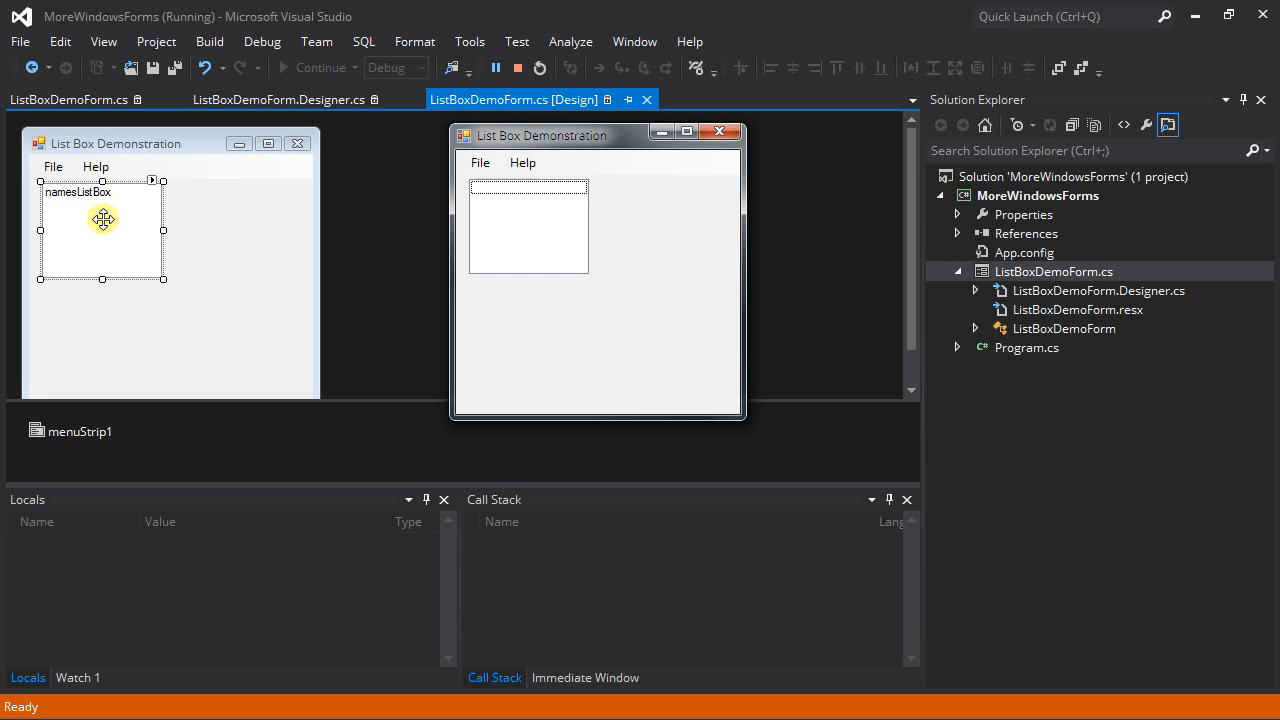 MoreWindowsForms (Running) - Microsoft Visual Studio
Quick Launch (Ctrl+Q)
File Edit View Project Build Debug Team SQL Format Tools Test Analyze Window Help
Continue Debug
ListBoxDemoForm.cs ListBoxDemoForm.Designer.cs ListBoxDemoForm.cs [Design]
List Box Demonstration
File Help
namesListBox
List Box Demonstration
File Help
menuStrip1
Locals
Name Value Type
Locals Watch 1
Call Stack
Name Lang
Call Stack Immediate Window
Solution Explorer
Search Solution Explorer (Ctrl+;)
Solution 'MoreWindowsForms' (1 project)
MoreWindowsForms
Properties
References
App.config
ListBoxDemoForm.cs
ListBoxDemoForm.Designer.cs
ListBoxDemoForm.resx
ListBoxDemoForm
Program.cs
Ready